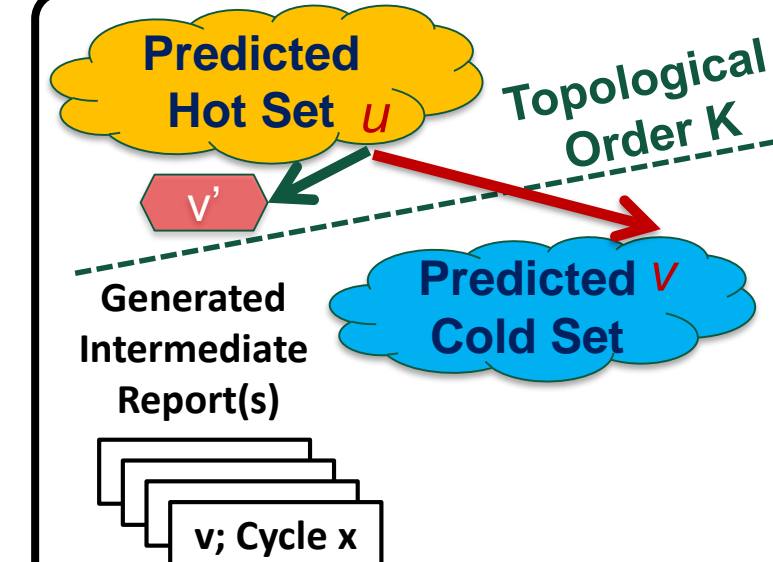 Predicted
Hot Set u
Topological
Order K
v'
Predicted v
Cold Set
Generated
Intermediate
Report(s)
v; Cycle x